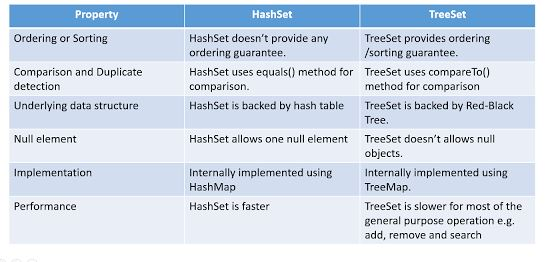 Property HashSet TreeSet
Ordering or Sorting HashSet doesn't provide any TreeSet provides ordering
ordering guarantee. /sorting guarantee.
Comparison and Duplicate HashSet uses equals() method for TreeSet uses compareTo()
detection comparison. method for comparison
Underlying data structure HashSet is backed by hash table TreeSet is backed by Red-Black
Tree.
Null element HashSet allows one null element TreeSet doesn't allows null
objects.
Implementation Internally implemented using Internally implemented using
HashMap TreeMap.
Performance HashSet is faster TreeSet is slower for most of the
general purpose operation e.g.
add, remove and search